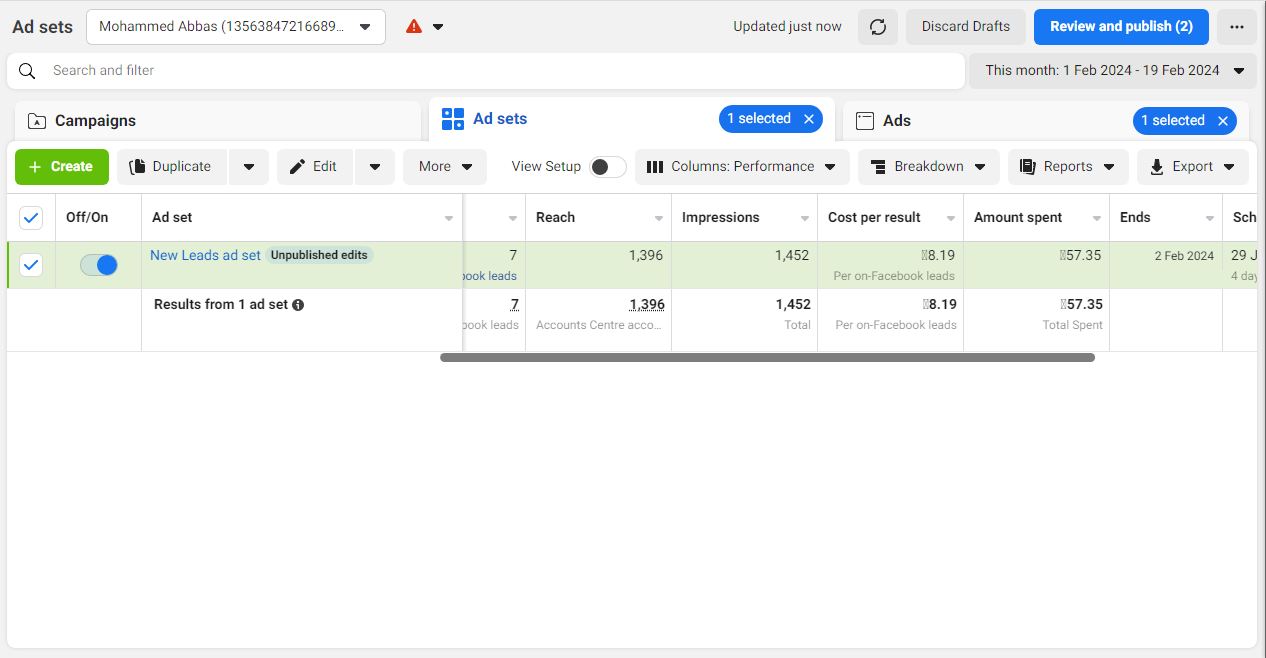 Ad sets
Mohammed Abbas (13563847216689...
Updated just now
Discard Drafts
Review and publish (2)
Search and filter
This month: 1 Feb 2024 - 19 Feb 2024
Campaigns
Ad sets
1 selected
Ads
1 selected
+ Create
Duplicate
Edit
More
View Setup
Columns: Performance
Breakdown
Reports
Export
Off/On
Ad set
Reach
Impressions
Cost per result
Amount spent
Ends
Sch
New Leads ad set
Unpublished edits
7
book leads
1,396
1,452
8.19
Per on-Facebook leads
57.35
2 Feb 2024
29 J
4 day
Results from 1 ad set
7
book leads
1,396
Accounts Centre acco...
1,452
Total
8.19
Per on-Facebook leads
57.35
Total Spent